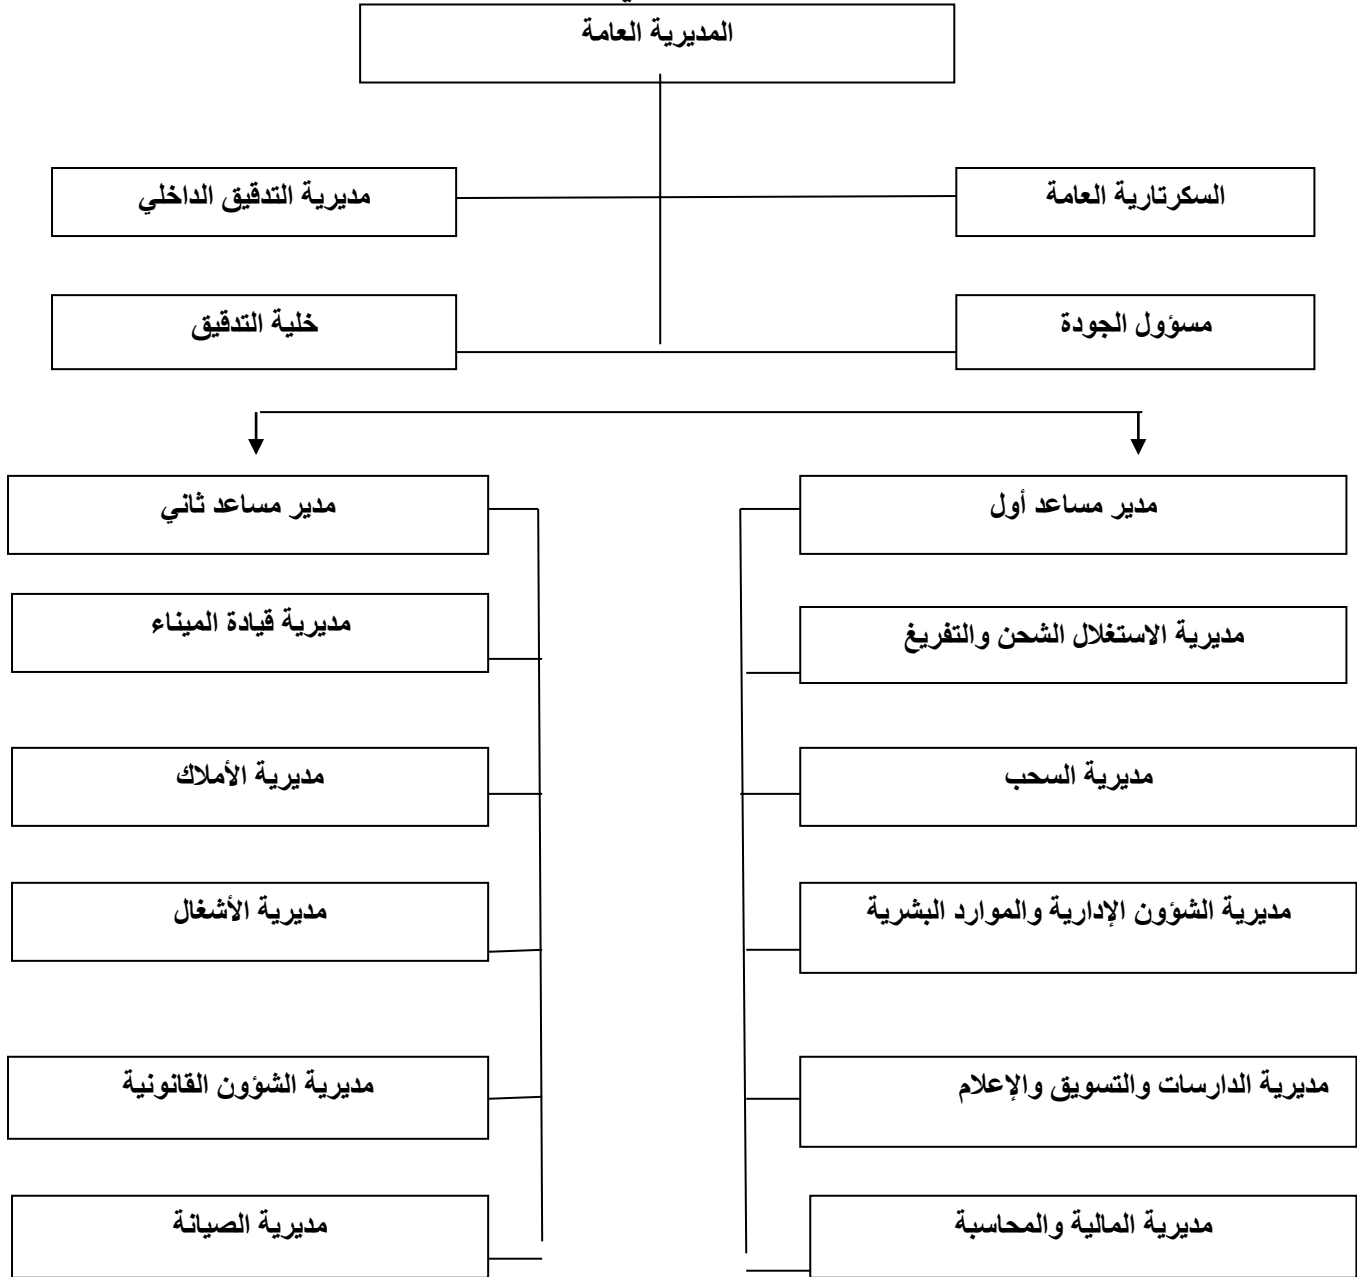 المديرية العامة
السكرتارية العامة
مديرية التدقيق الداخلي
مسؤول الجودة
خلية التدقيق
مدير مساعد أول
مدير مساعد ثاني
مديرية الاستغلال الشحن والتفريغ
مديرية قيادة الميناء
مديرية السحب
مديرية الأملاك
مديرية الشؤون الإدارية والموارد البشرية
مديرية الأشغال
مديرية الدارسات والتسويق والإعلام
مديرية الشؤون القانونية
مديرية المالية والمحاسبة
مديرية الصيانة